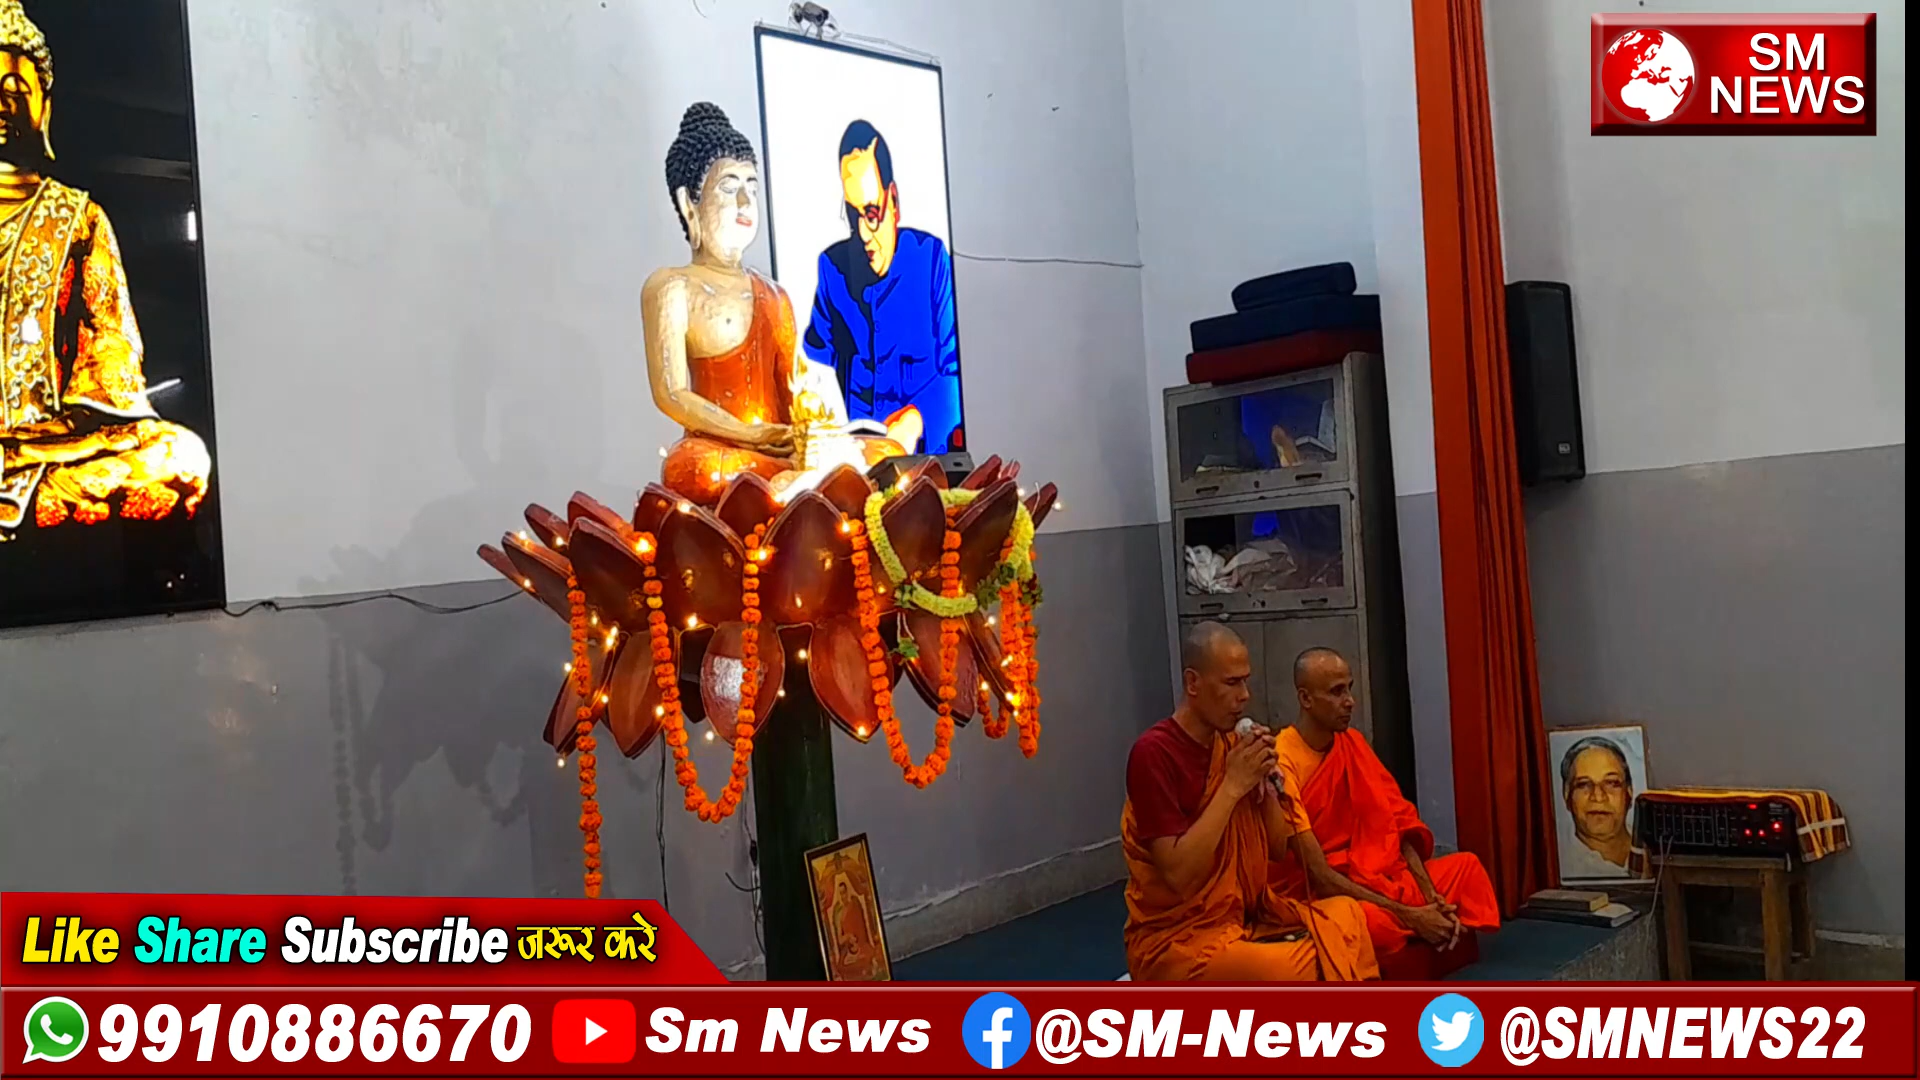 SM
NEWS
Like Share Subscribe जरूर करे
9910886670 Sm News @SM-News @SMNEWS22